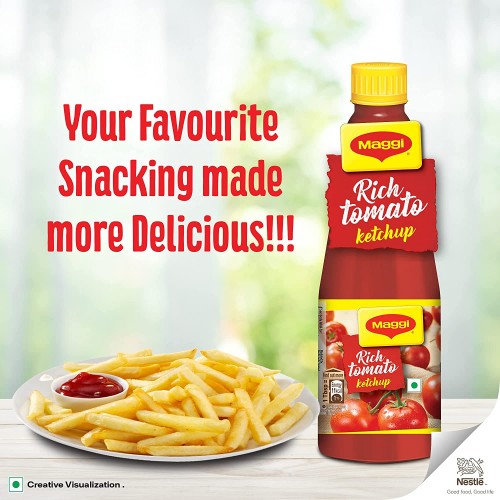 Your Favourite
Snacking made
more Delicious!!!
Maggi
Rich
tomato
ketchup
Maggi
Rich
tomato
ketchup
Nestlé
Good food, Good life
Creative Visualization .